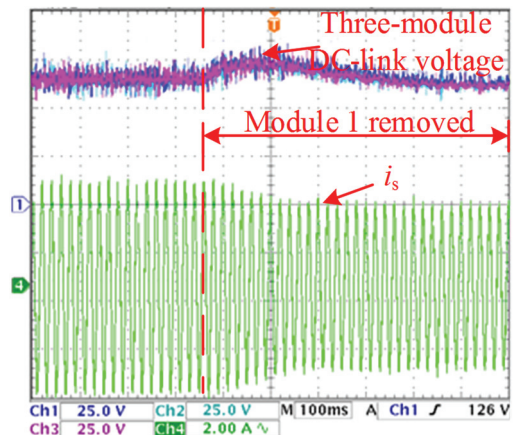 T
Three-module
DC-link voltage
Module 1 removed
1
i_s
4
Ch1 25.0 V Ch2 25.0 V M 100ms A Ch1 ƒ 126 V
Ch3 25.0 V Ch4 2.00 A ∿